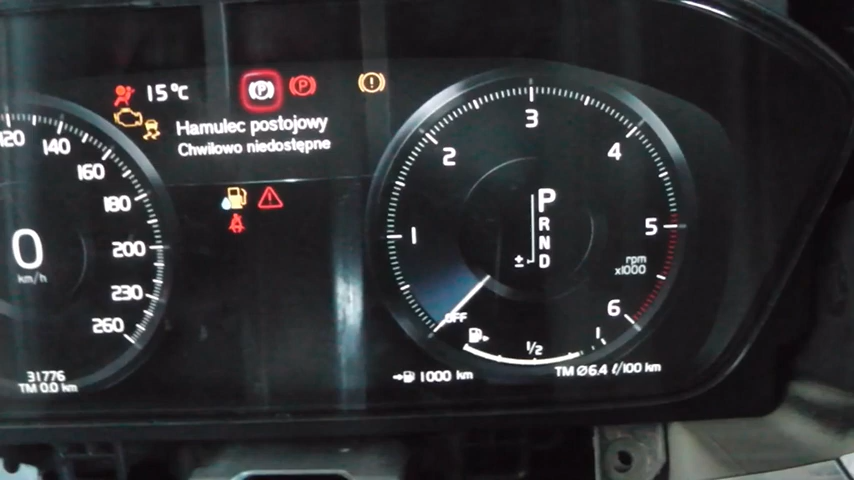 15°C
P
P
Hamulec postojowy
Chwilowo niedostępne
120
140
160
180
200
230
260
0
km/h
31776
TM 0.0 km
1
2
3
4
5
6
rpm
x1000
P
R
N
± D
OFF
1/2
1
1000 km
TM Ø6.4 ℓ/100 km